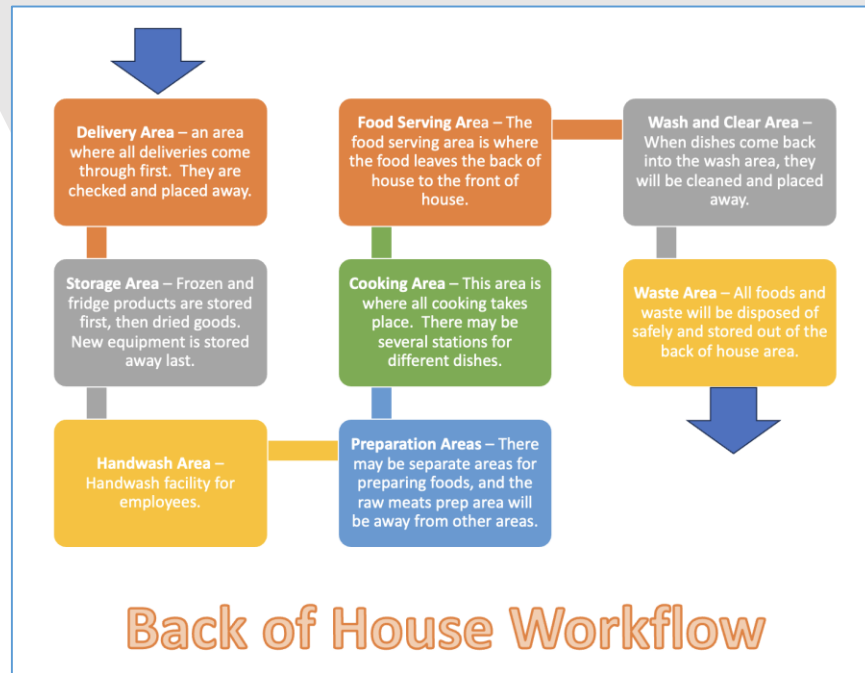 Delivery Area – an area
where all deliveries come
through first.  They are
checked and placed away.
Storage Area – Frozen and
fridge products are stored
first, then dried goods.
New equipment is stored
away last.
Handwash Area –
Handwash facility for
employees.
Preparation Areas – There
may be separate areas for
preparing foods, and the
raw meats prep area will
be away from other areas.
Cooking Area – This area is
where all cooking takes
place.  There may be
several stations for
different dishes.
Food Serving Area – The
food serving area is where
the food leaves the back of
house to the front of
house.
Wash and Clear Area –
When dishes come back
into the wash area, they
will be cleaned and placed
away.
Waste Area – All foods and
waste will be disposed of
safely and stored out of the
back of house area.
Back of House Workflow